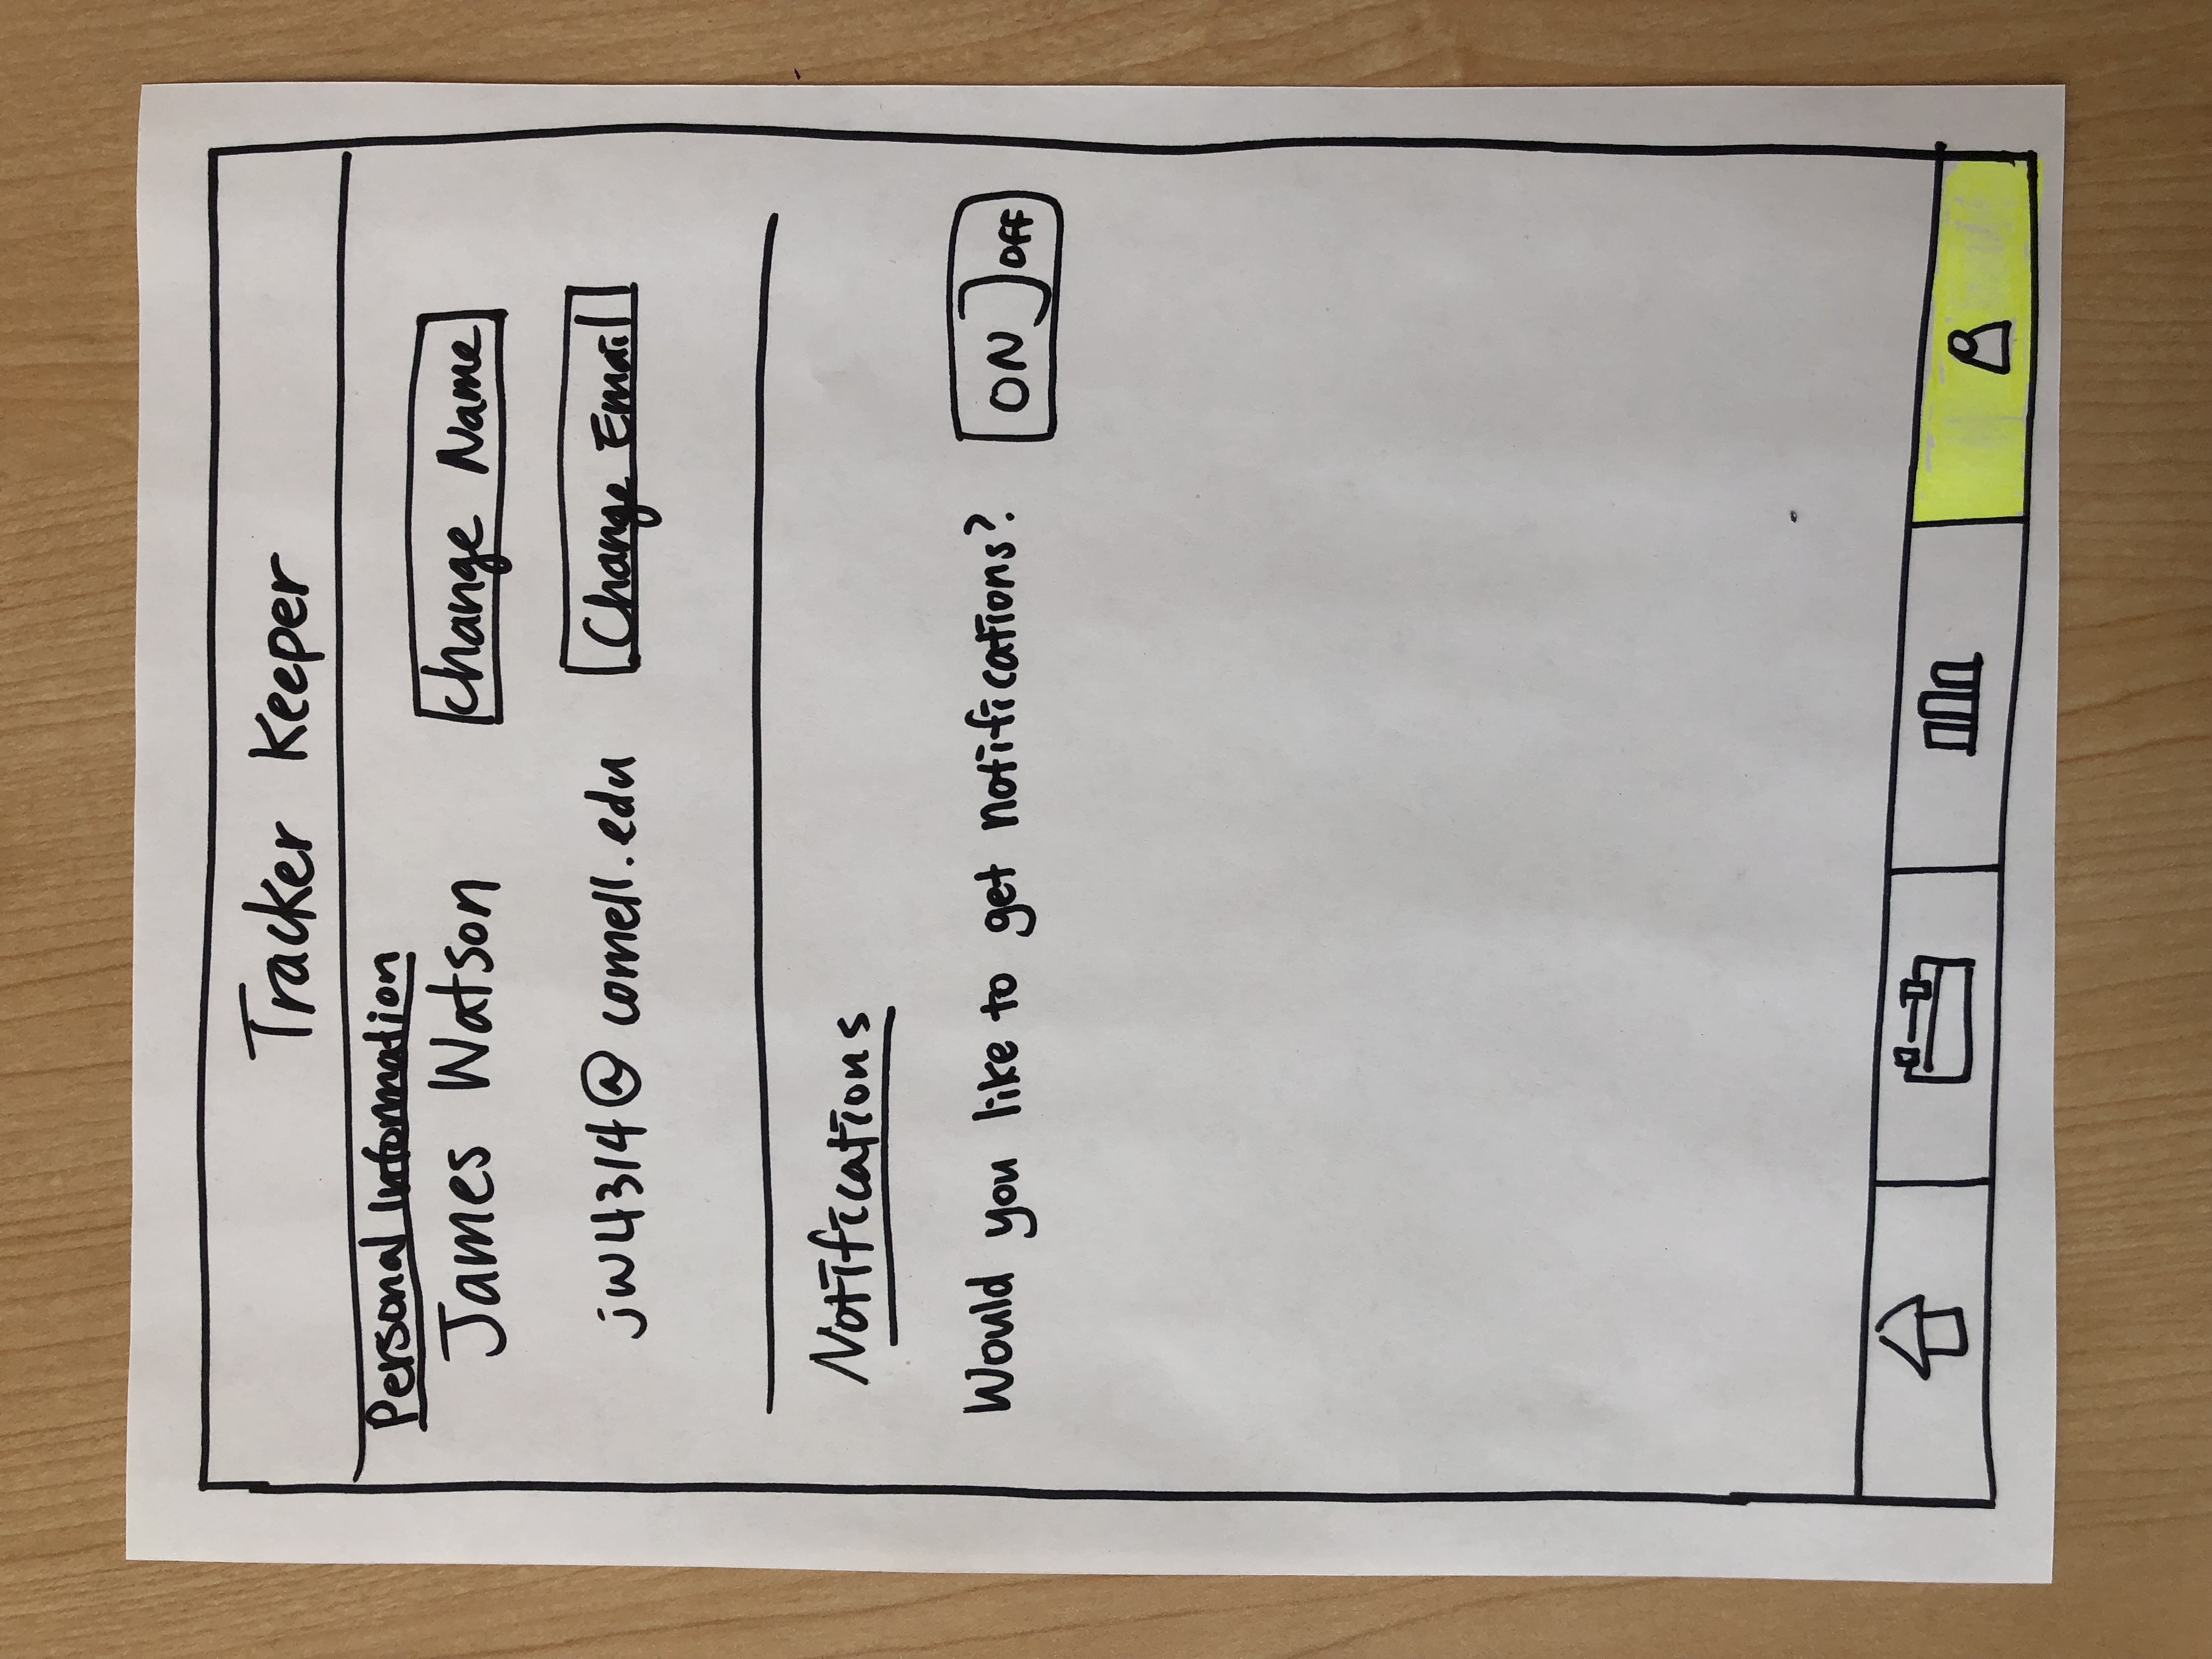 Tracker Keeper
Personal Information
James Watson
Change Name
jw4314@cornell.edu
Change Email
Notifications
Would you like to get notifications?
ON OFF